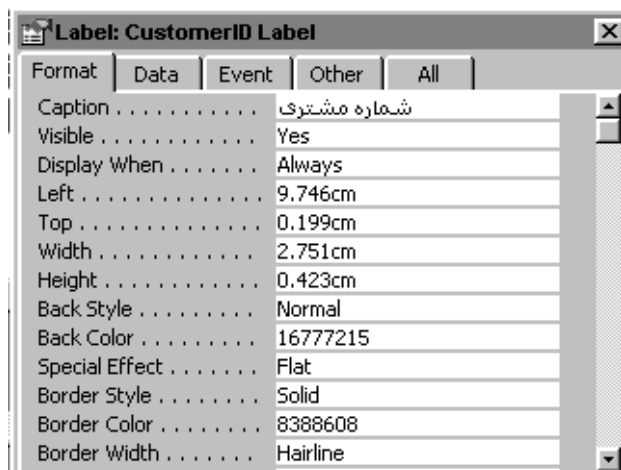 Label: CustomerID Label
Format Data Event Other All
Caption . . . . . . . . . . . شماره مشتری
Visible . . . . . . . . . . . . . Yes
Display When . . . . . . . Always
Left . . . . . . . . . . . . . . . 9.746cm
Top . . . . . . . . . . . . . . . 0.199cm
Width . . . . . . . . . . . . . 2.751cm
Height . . . . . . . . . . . . . 0.423cm
Back Style . . . . . . . . . Normal
Back Color . . . . . . . . . 16777215
Special Effect . . . . . . . Flat
Border Style . . . . . . . . Solid
Border Color . . . . . . . . 8388608
Border Width . . . . . . . Hairline